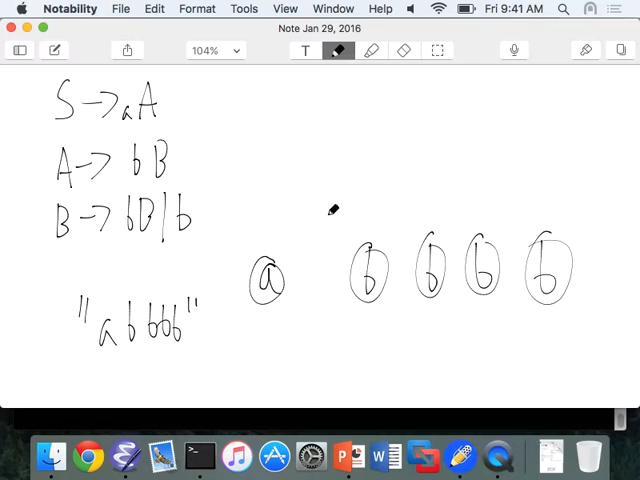 Notability File Edit Format Tools View Window Help Fri 9:41 AM
Note Jan 29, 2016
104% T
S -> aA
A -> bB
B -> bB|b
a b b b b
"abbbb"